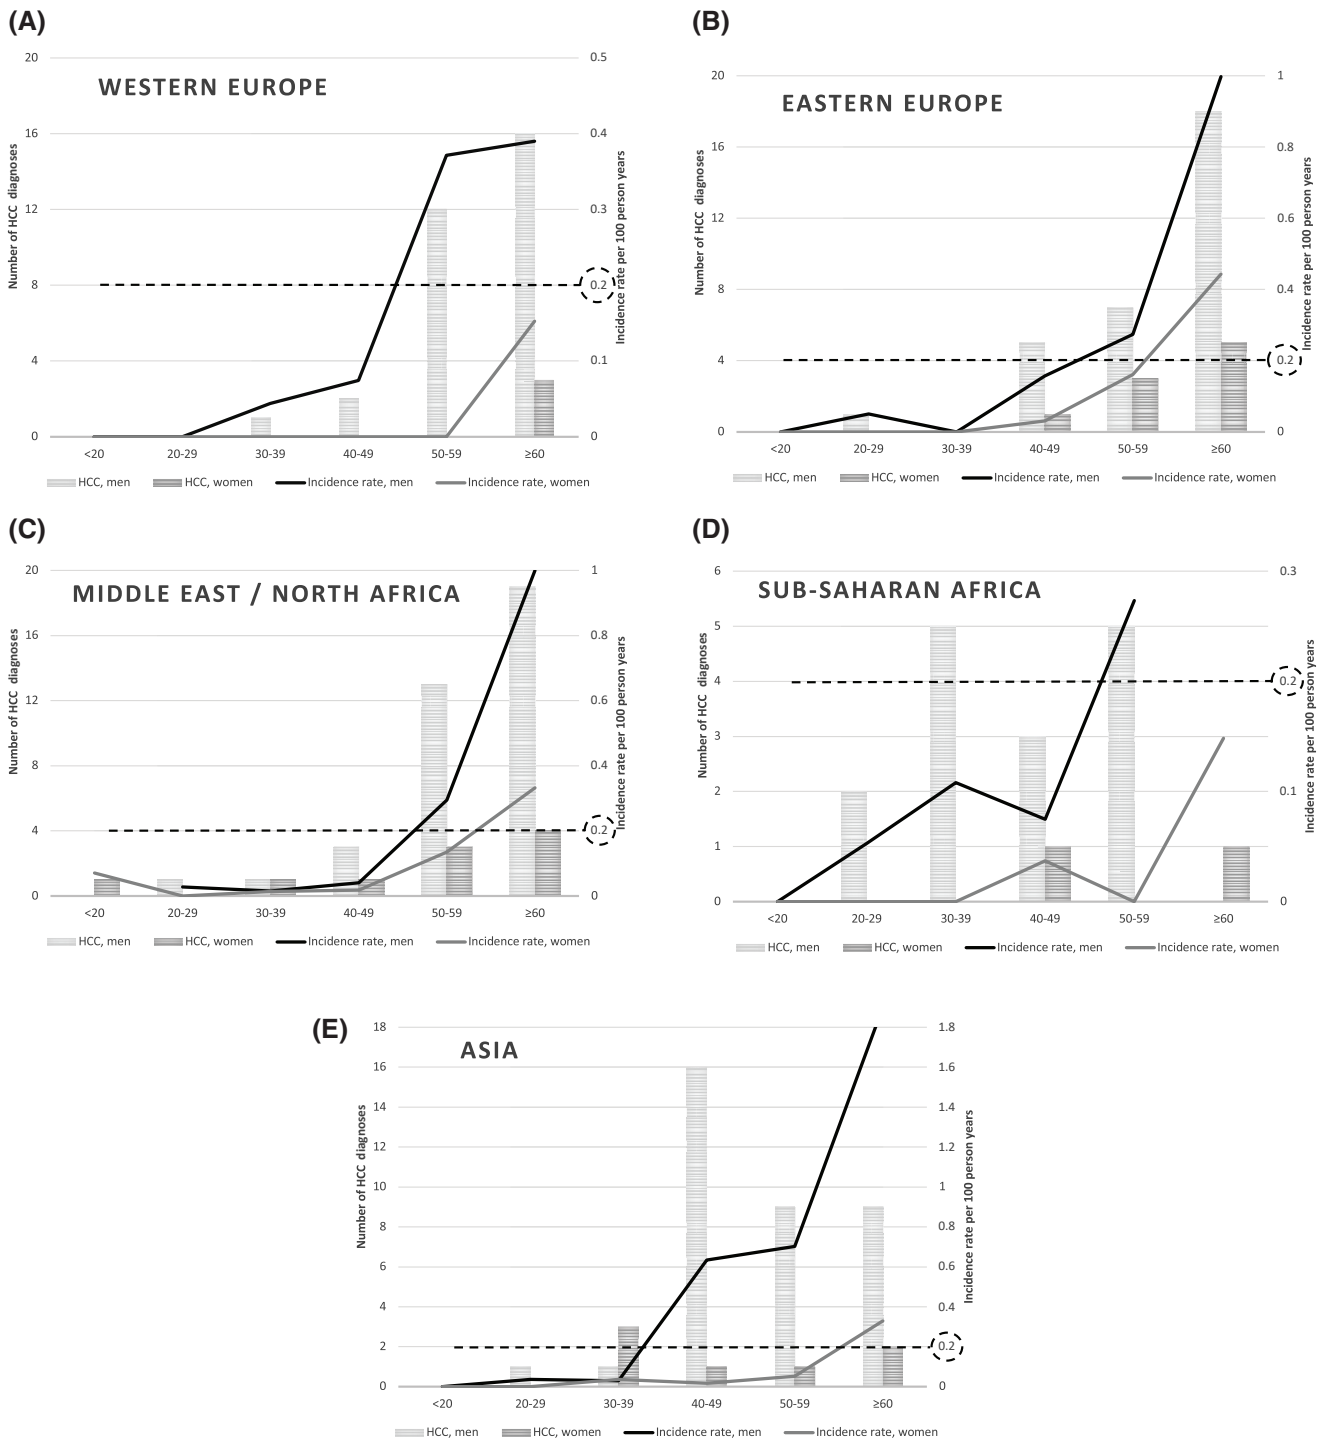 (A)
WESTERN EUROPE
Number of HCC diagnoses
20
16
12
8
4
0
0.5
0.4
0.3
0.2
0.1
0
Incidence rate per 100 person years
<20 20-29 30-39 40-49 50-59 ≥60
HCC, men HCC, women Incidence rate, men Incidence rate, women
(B)
EASTERN EUROPE
Number of HCC diagnoses
20
16
12
8
4
0
1
0.8
0.6
0.4
0.2
0
Incidence rate per 100 person years
<20 20-29 30-39 40-49 50-59 ≥60
HCC, men HCC, women Incidence rate, men Incidence rate, women
(C)
MIDDLE EAST / NORTH AFRICA
Number of HCC diagnoses
20
16
12
8
4
0
1
0.8
0.6
0.4
0.2
0
Incidence rate per 100 person years
<20 20-29 30-39 40-49 50-59 ≥60
HCC, men HCC, women Incidence rate, men Incidence rate, women
(D)
SUB-SAHARAN AFRICA
Number of HCC diagnoses
6
5
4
3
2
1
0
0.3
0.2
0.1
0
Incidence rate per 100 person years
<20 20-29 30-39 40-49 50-59 ≥60
HCC, men HCC, women Incidence rate, men Incidence rate, women
(E)
ASIA
Number of HCC diagnoses
18
16
14
12
10
8
6
4
2
0
1.8
1.6
1.4
1.2
1
0.8
0.6
0.4
0.2
0
Incidence rate per 100 person years
<20 20-29 30-39 40-49 50-59 ≥60
HCC, men HCC, women Incidence rate, men Incidence rate, women